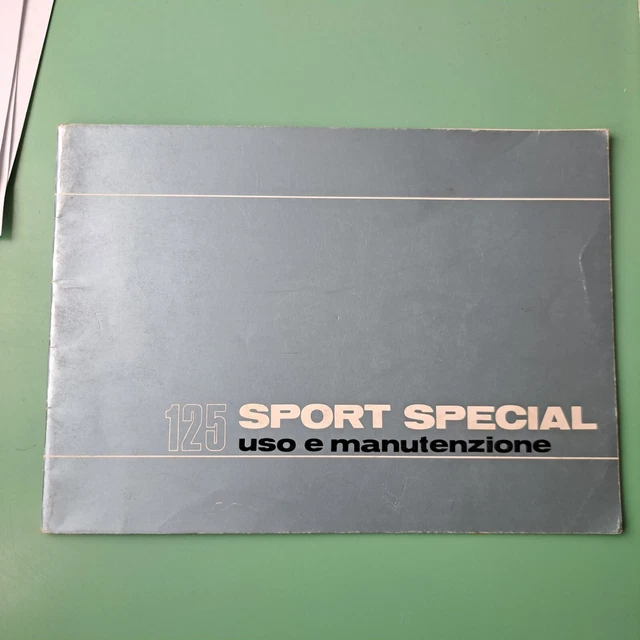 125 SPORT SPECIAL
uso e manutenzione